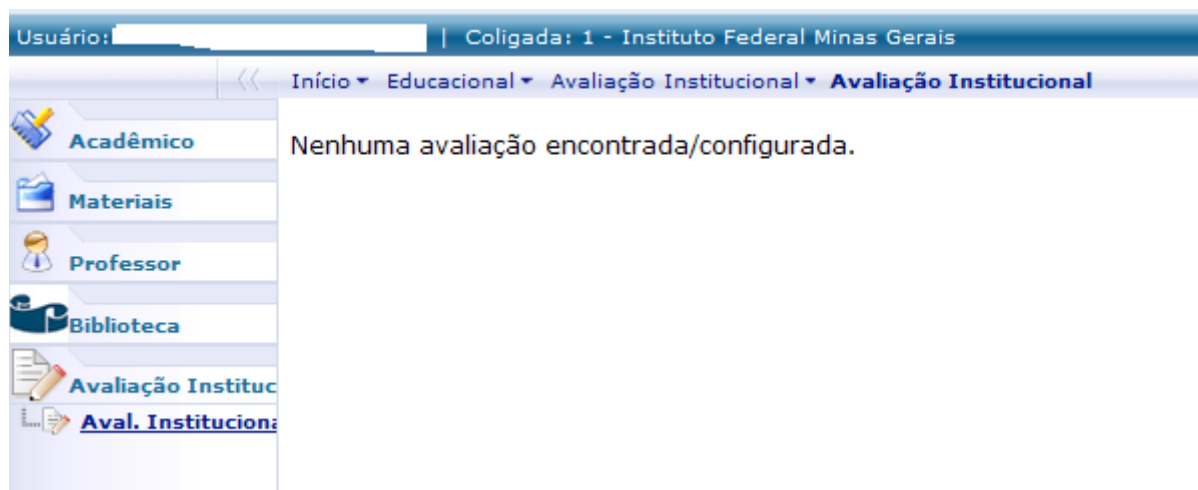 Usuário: | Coligada: 1 - Instituto Federal Minas Gerais
Início Educacional Avaliação Institucional Avaliação Institucional
Acadêmico
Nenhuma avaliação encontrada/configurada.
Materiais
Professor
Biblioteca
Avaliação Instituc
Aval. Instituciona